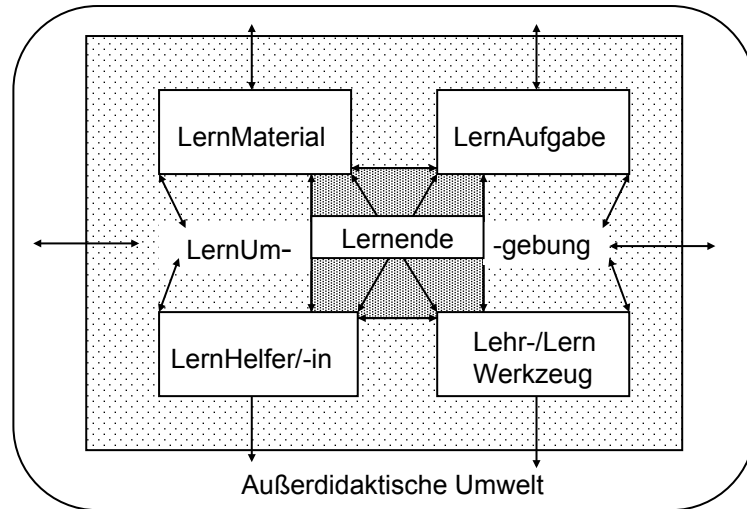 LernMaterial
LernAufgabe
LernUm-
Lernende
-gebung
LernHelfer/-in
Lehr-/Lern
Werkzeug
Außerdidaktische Umwelt